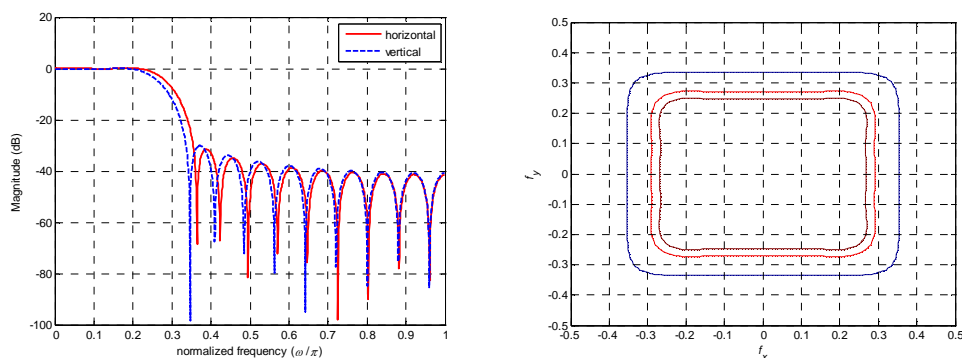 20
0
-20
-40
-60
-80
-100
Magnitude (dB)
horizontal
vertical
0 0.1 0.2 0.3 0.4 0.5 0.6 0.7 0.8 0.9 1
normalized frequency (ω/π)
0.5
0.4
0.3
0.2
0.1
0
-0.1
-0.2
-0.3
-0.4
-0.5
f_y
-0.5 -0.4 -0.3 -0.2 -0.1 0 0.1 0.2 0.3 0.4 0.5
f_x